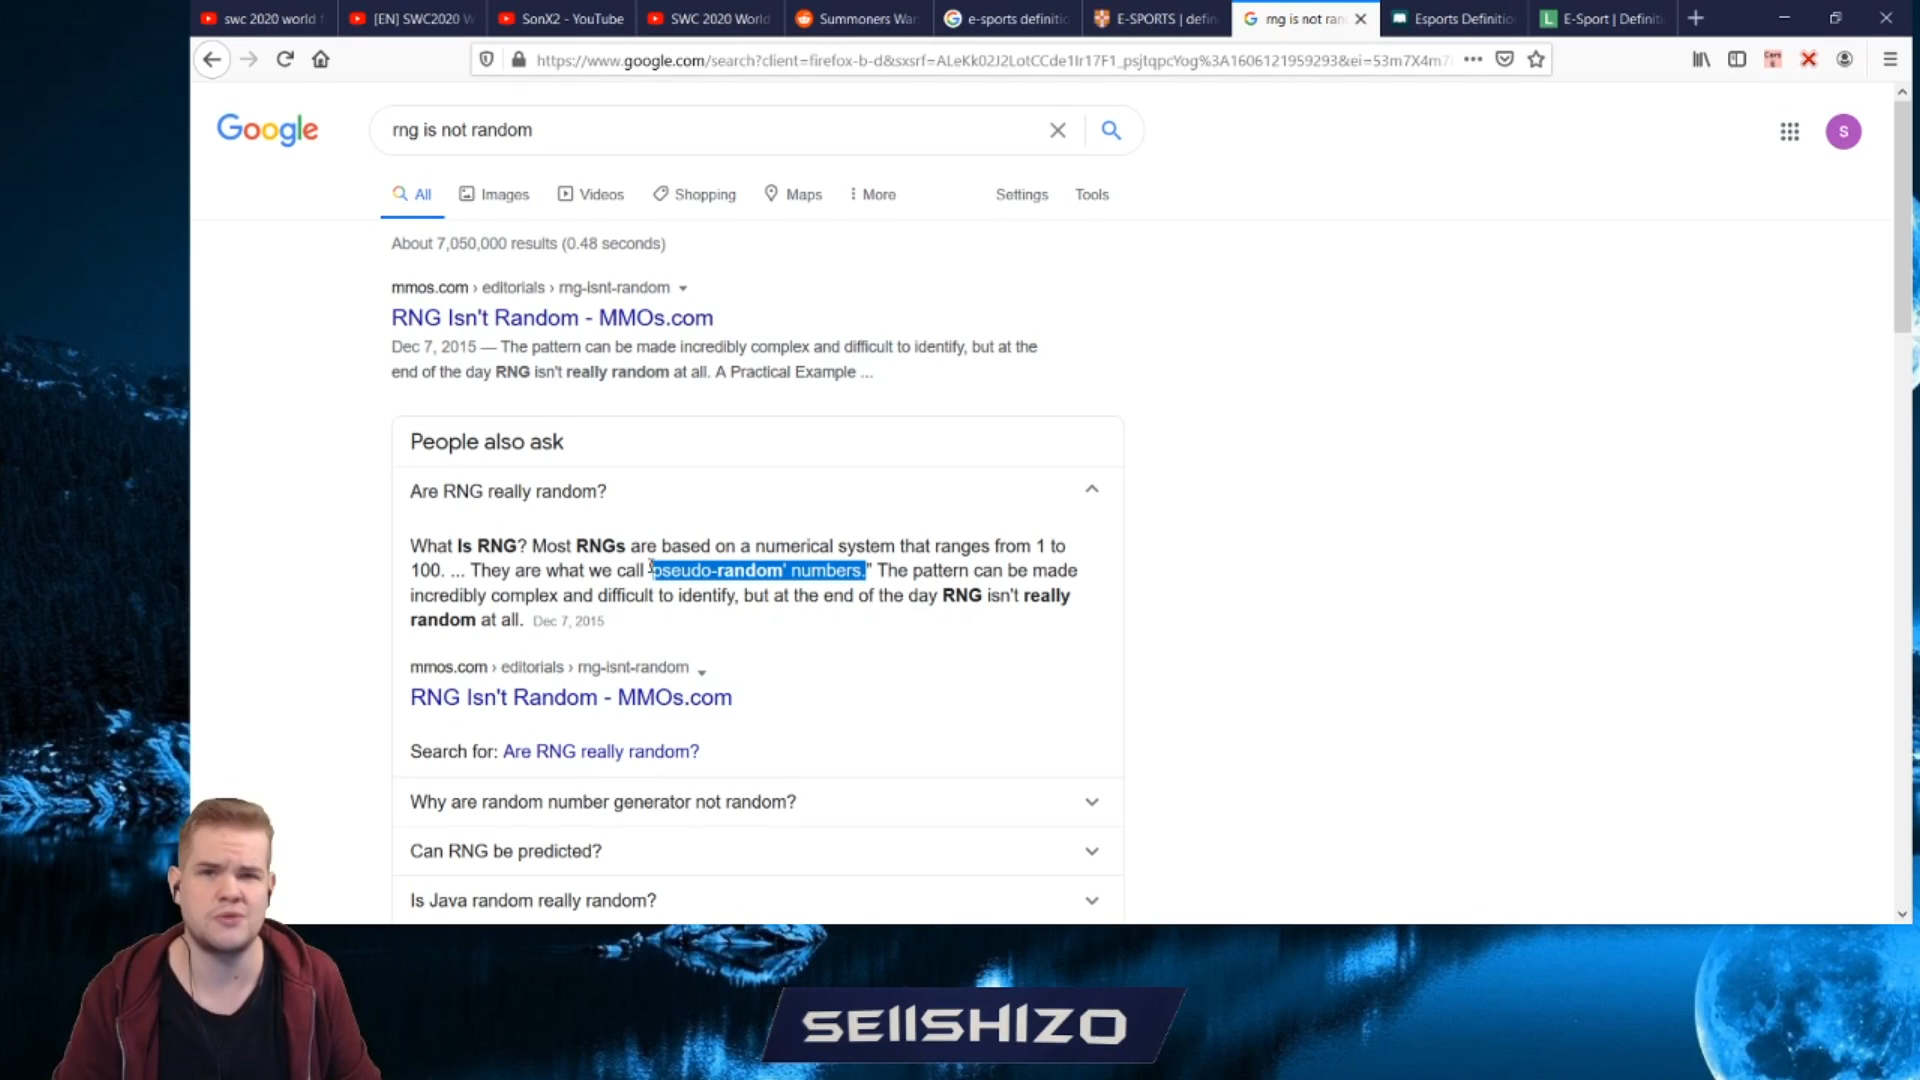 swc 2020 world f
[EN] SWC2020 W
SonX2 - YouTube
SWC 2020 World
Summoners War
e-sports definitio
E-SPORTS | defin
rng is not ran
Esports Definitio
E-Sport | Definiti
https://www.google.com/search?client=firefox-b-d&sxsrf=ALeKk02J2LotCCde1Ir17F1_psjtqpcYog%3A1606121959293&ei=53m7X4m7
Google
rng is not random
S
All
Images
Videos
Shopping
Maps
More
Settings
Tools
About 7,050,000 results (0.48 seconds)
mmos.com › editorials › rng-isnt-random
RNG Isn't Random - MMOs.com
Dec 7, 2015 — The pattern can be made incredibly complex and difficult to identify, but at the
end of the day RNG isn't really random at all. A Practical Example ...
People also ask
Are RNG really random?
What Is RNG? Most RNGs are based on a numerical system that ranges from 1 to
100. ... They are what we call 'pseudo-random' numbers." The pattern can be made
incredibly complex and difficult to identify, but at the end of the day RNG isn't really
random at all. Dec 7, 2015
mmos.com › editorials › rng-isnt-random
RNG Isn't Random - MMOs.com
Search for: Are RNG really random?
Why are random number generator not random?
Can RNG be predicted?
Is Java random really random?
SEllSHIZO